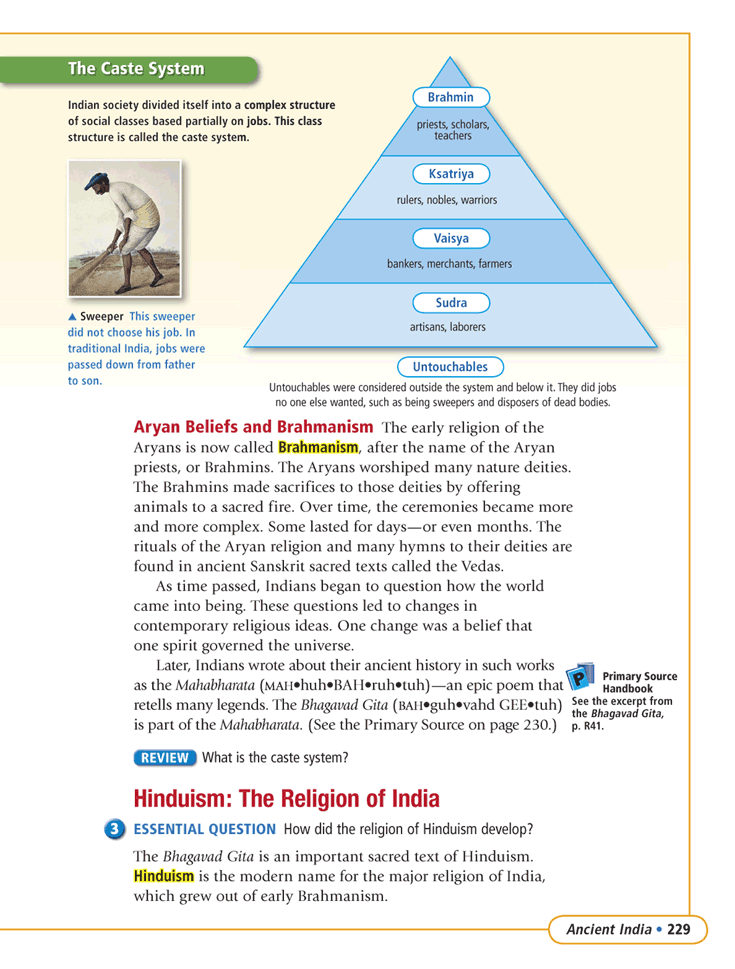 The Caste System
Indian society divided itself into a complex structure
of social classes based partially on jobs. This class
structure is called the caste system.
▲ Sweeper This sweeper
did not choose his job. In
traditional India, jobs were
passed down from father
to son.
Brahmin
priests, scholars,
teachers
Ksatriya
rulers, nobles, warriors
Vaisya
bankers, merchants, farmers
Sudra
artisans, laborers
Untouchables
Untouchables were considered outside the system and below it. They did jobs
no one else wanted, such as being sweepers and disposers of dead bodies.
Aryan Beliefs and Brahmanism The early religion of the
Aryans is now called Brahmanism, after the name of the Aryan
priests, or Brahmins. The Aryans worshiped many nature deities.
The Brahmins made sacrifices to those deities by offering
animals to a sacred fire. Over time, the ceremonies became more
and more complex. Some lasted for days—or even months. The
rituals of the Aryan religion and many hymns to their deities are
found in ancient Sanskrit sacred texts called the Vedas.
As time passed, Indians began to question how the world
came into being. These questions led to changes in
contemporary religious ideas. One change was a belief that
one spirit governed the universe.
Later, Indians wrote about their ancient history in such works
as the Mahabharata (MAH•huh•BAH•ruh•tuh)—an epic poem that
retells many legends. The Bhagavad Gita (BAH•guh•vahd GEE•tuh)
is part of the Mahabharata. (See the Primary Source on page 230.)
P
Primary Source
Handbook
See the excerpt from
the Bhagavad Gita,
p. R41.
REVIEW What is the caste system?
Hinduism: The Religion of India
3 ESSENTIAL QUESTION How did the religion of Hinduism develop?
The Bhagavad Gita is an important sacred text of Hinduism.
Hinduism is the modern name for the major religion of India,
which grew out of early Brahmanism.
Ancient India • 229